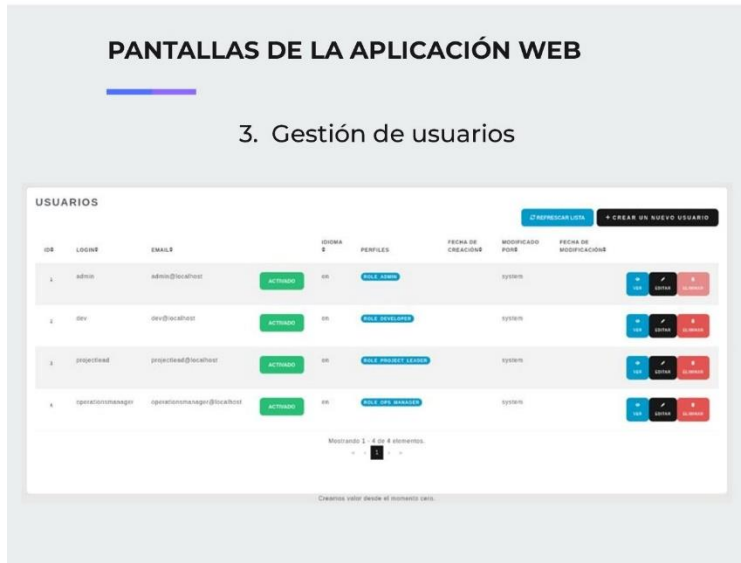 PANTALLAS DE LA APLICACIÓN WEB
3. Gestión de usuarios
USUARIOS
REFRESCAR LISTA + CREAR UN NUEVO USUARIO
ID LOGIN EMAIL IDIOMA PERFILES FECHA DE CREACIÓN MODIFICADO POR FECHA DE MODIFICACIÓN
1 admin admin@localhost ACTIVADO en ROLE_ADMIN system VER EDITAR ELIMINAR
2 dev dev@localhost ACTIVADO en ROLE_DEVELOPER system VER EDITAR ELIMINAR
3 projectlead projectlead@localhost ACTIVADO en ROLE_PROJECT_LEADER system VER EDITAR ELIMINAR
4 operationsmanager operationsmanager@localhost ACTIVADO en ROLE_OPS_MANAGER system VER EDITAR ELIMINAR
Mostrando 1 - 4 de 4 elementos.
« ‹ 1 › »
Creamos valor desde el momento cero.